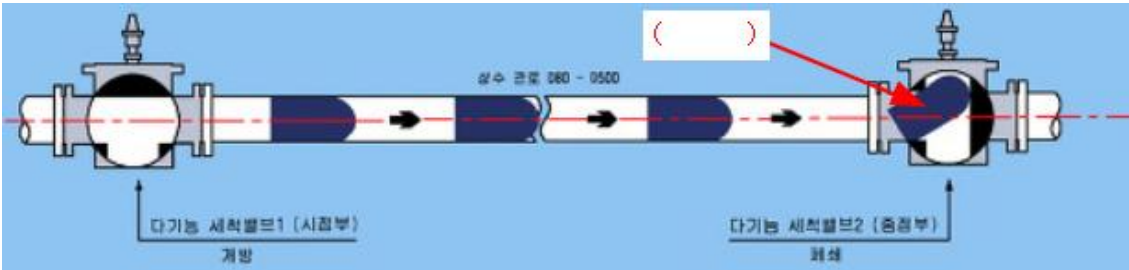 (          )
상수 관로 D80 - D500
다기능 세척밸브1 (시점부)
개방
다기능 세척밸브2 (종점부)
폐쇄